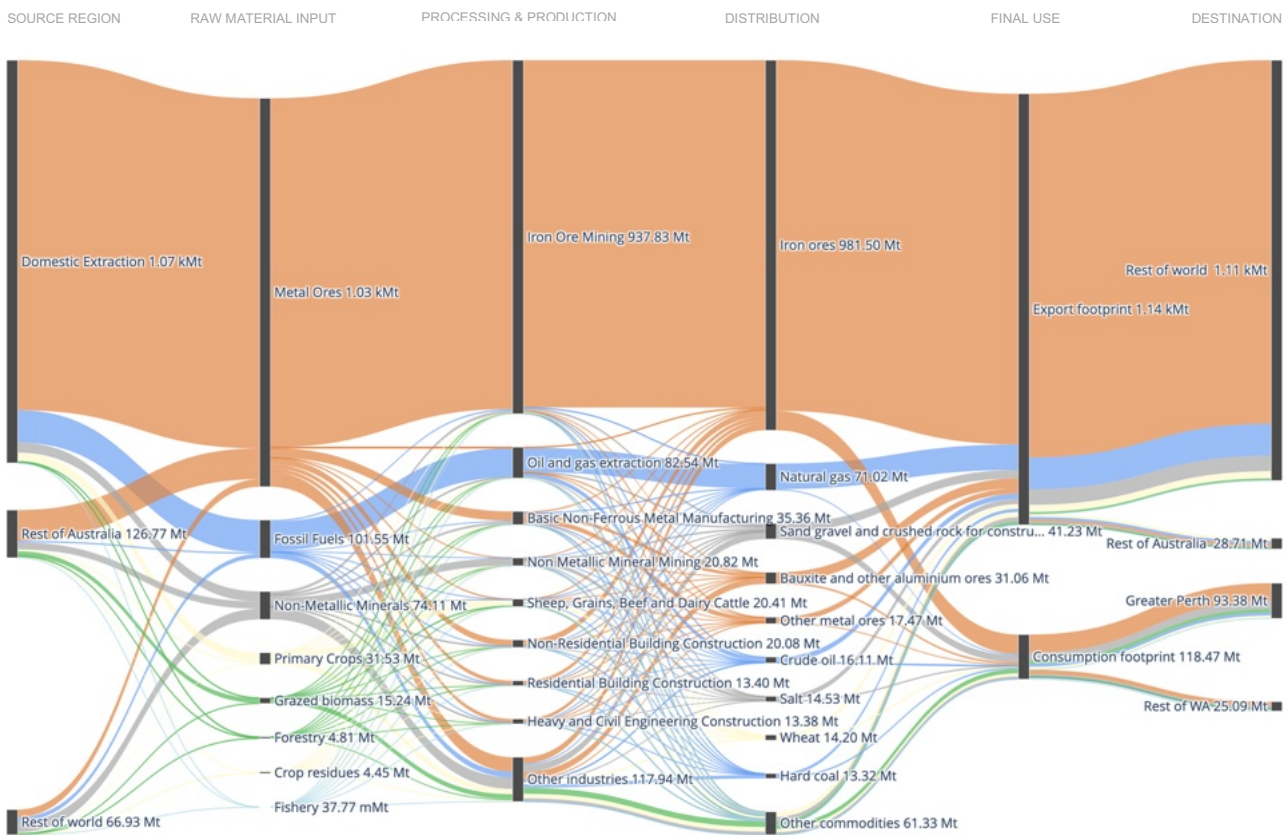 SOURCE REGION
RAW MATERIAL INPUT
PROCESSING & PRODUCTION
DISTRIBUTION
FINAL USE
DESTINATION
Domestic Extraction 1.07 kMt
Rest of Australia 126.77 Mt
Rest of world 66.93 Mt
Metal Ores 1.03 kMt
Fossil Fuels 101.55 Mt
Non-Metallic Minerals 74.11 Mt
Primary Crops 31.53 Mt
Grazed biomass 15.24 Mt
Forestry 4.81 Mt
Crop residues 4.45 Mt
Fishery 37.77 mMt
Iron Ore Mining 937.83 Mt
Oil and gas extraction 82.54 Mt
Basic Non-Ferrous Metal Manufacturing 35.36 Mt
Non Metallic Mineral Mining 20.82 Mt
Sheep, Grains, Beef and Dairy Cattle 20.41 Mt
Non-Residential Building Construction 20.08 Mt
Residential Building Construction 13.40 Mt
Heavy and Civil Engineering Construction 13.38 Mt
Other industries 117.94 Mt
Iron ores 981.50 Mt
Natural gas 71.02 Mt
Sand gravel and crushed rock for constru... 41.23 Mt
Bauxite and other aluminium ores 31.06 Mt
Other metal ores 17.47 Mt
Crude oil 16.11 Mt
Salt 14.53 Mt
Wheat 14.20 Mt
Hard coal 13.32 Mt
Other commodities 61.33 Mt
Export footprint 1.14 kMt
Consumption footprint 118.47 Mt
Rest of world 1.11 kMt
Rest of Australia 28.71 Mt
Greater Perth 93.38 Mt
Rest of WA 25.09 Mt